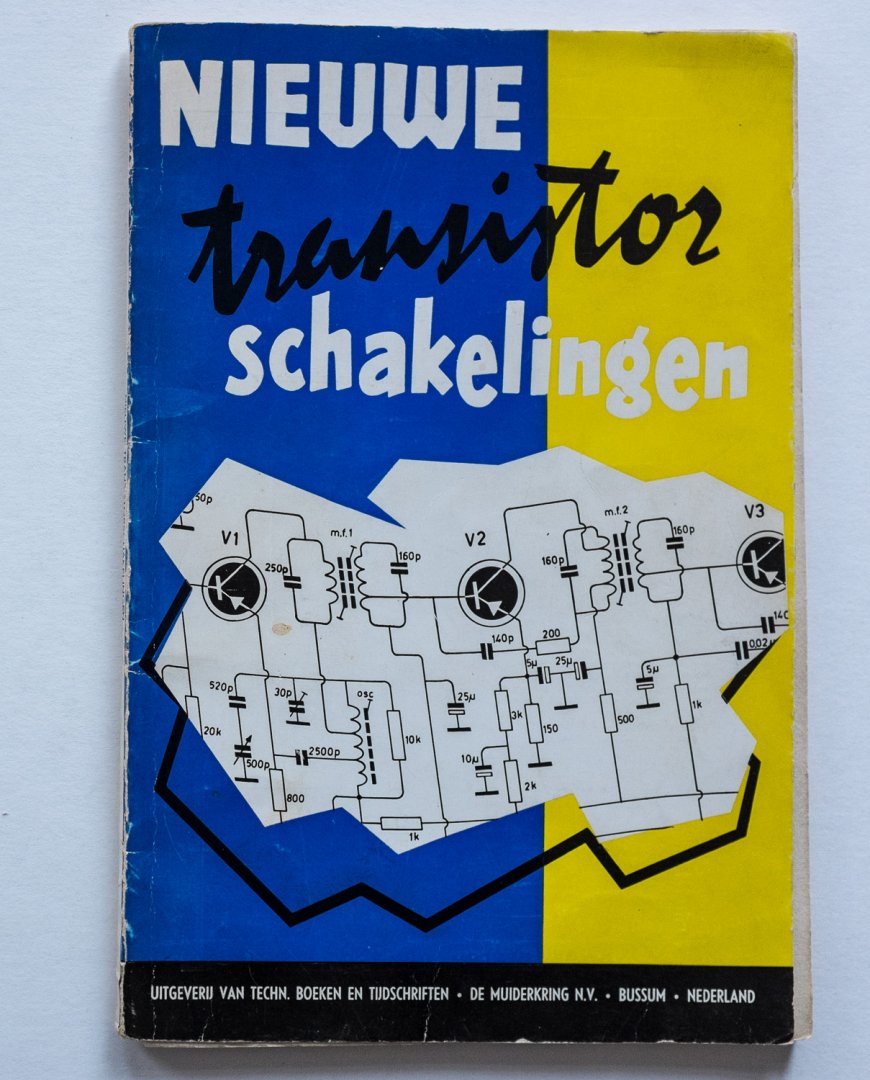 NIEUWE
transistor
schakelingen
50p
V1
m.f.1
250p
160p
V2
160p
m.f.2
160p
V3
140p
200
5µ
25µ
5µ
0,02µ
520p
30p
osc
25µ
3k
150
500
1k
20k
500p
2500p
10k
10µ
2k
800
1k
UITGEVERIJ VAN TECHN. BOEKEN EN TIJDSCHRIFTEN • DE MUIDERKRING N.V. • BUSSUM • NEDERLAND